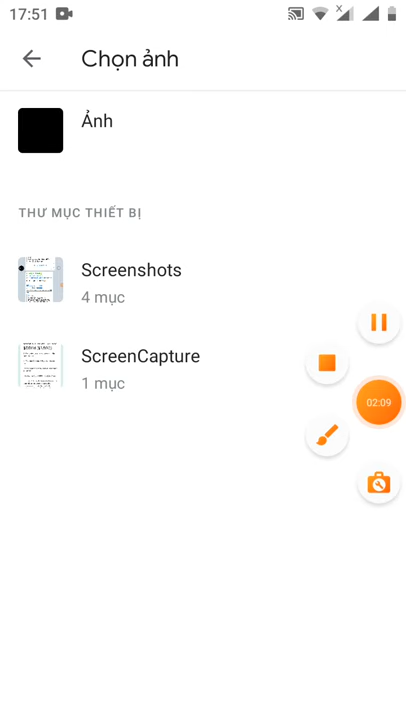 17:51
Chọn ảnh
Ảnh
THƯ MỤC THIẾT BỊ
Screenshots
4 mục
ScreenCapture
1 mục
02:09